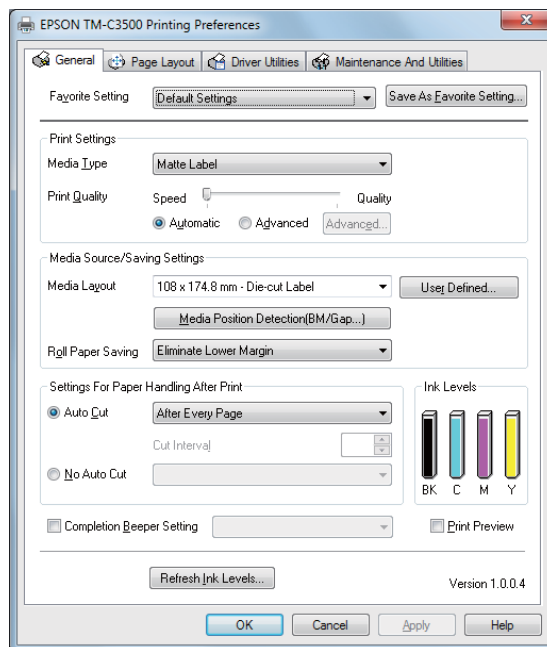 EPSON TM-C3500 Printing Preferences
General Page Layout Driver Utilities Maintenance And Utilities
Favorite Setting Default Settings Save As Favorite Setting...
Print Settings
Media Type Matte Label
Print Quality Speed Quality
Automatic Advanced Advanced...
Media Source/Saving Settings
Media Layout 108 x 174.8 mm - Die-cut Label User Defined...
Media Position Detection(BM/Gap...)
Roll Paper Saving Eliminate Lower Margin
Settings For Paper Handling After Print
Auto Cut After Every Page
Cut Interval
No Auto Cut
Ink Levels
BK C M Y
Completion Beeper Setting Print Preview
Refresh Ink Levels... Version 1.0.0.4
OK Cancel Apply Help